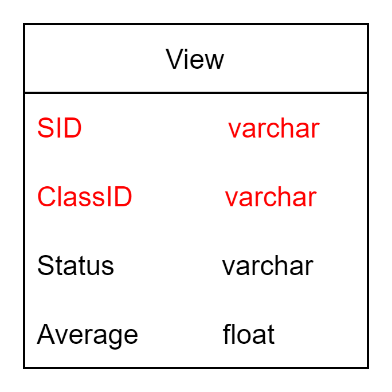 View
SID varchar
ClassID varchar
Status varchar
Average float